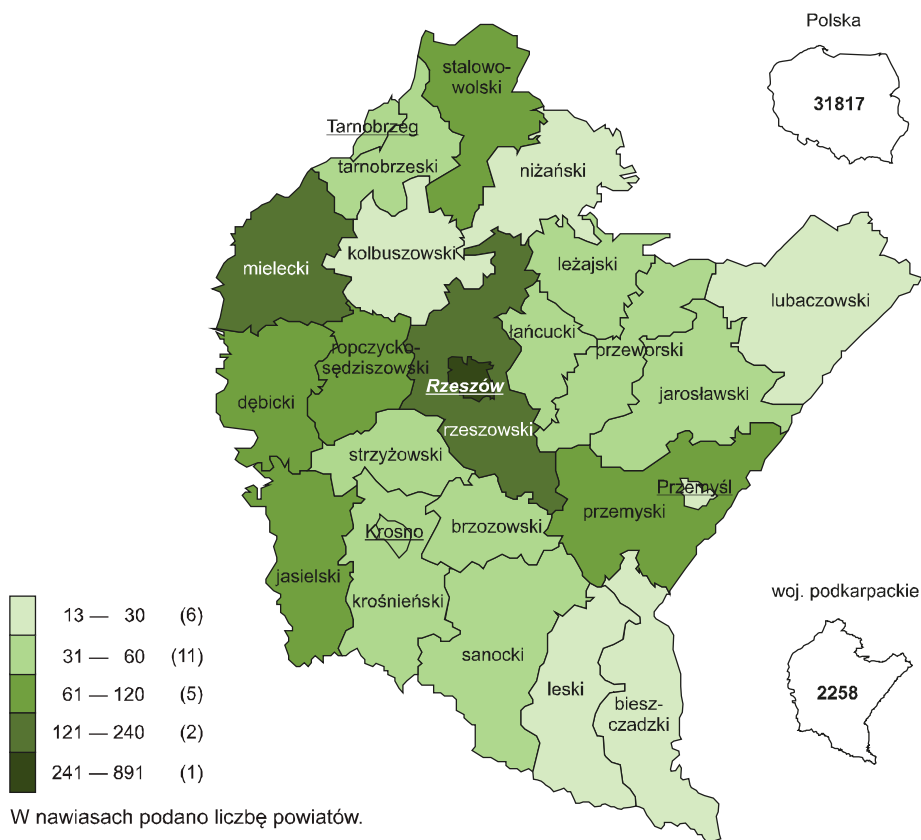 Polska
31817
stalowo-
wolski
Tarnobrzeg
tarnobrzeski
niżański
mielecki
kolbuszowski
leżajski
lubaczowski
łańcucki
ropczycko-
sędziszowski
przeworski
Rzeszów
jarosławski
dębicki
rzeszowski
strzyżowski
Przemyśl
przemyski
brzozowski
Krosno
jasielski
krośnieński
sanocki
leski
biesz-
czadzki
woj. podkarpackie
2258
13 — 30 (6)
31 — 60 (11)
61 — 120 (5)
121 — 240 (2)
241 — 891 (1)
W nawiasach podano liczbę powiatów.